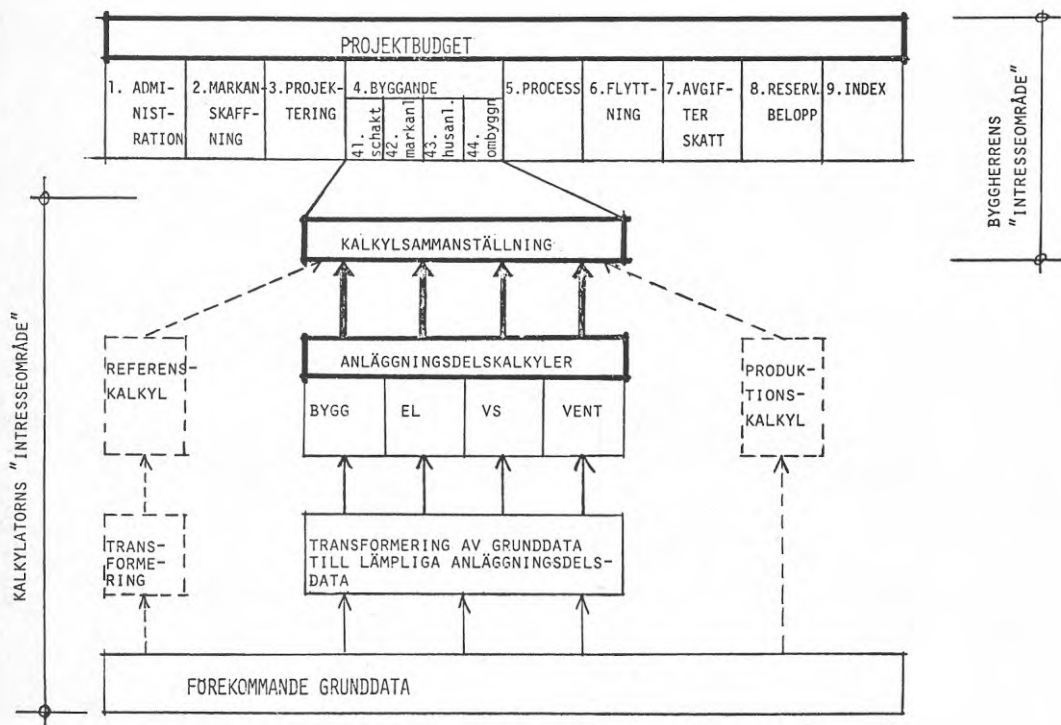 PROJEKTBUDGET
1. ADMI-
NIST-
RATION
2.MARKAN-
SKAFF-
NING
3.PROJEK-
TERING
4.BYGGANDE
41. schakt
42. markanl
43. husanl.
44. ombyggn
5.PROCESS
6.FLYTT-
NING
7.AVGIF-
TER
SKATT
8.RESERV.
BELOPP
9.INDEX
BYGGHERRENS
"INTRESSEOMRÅDE"
KALKYLSAMMANSTÄLLNING
KALKYLATORNS "INTRESSEOMRÅDE"
REFERENS-
KALKYL
ANLÄGGNINGSDELSKALKYLER
BYGG
EL
VS
VENT
PRODUK-
TIONS-
KALKYL
TRANS-
FORME-
RING
TRANSFORMERING AV GRUNDDATA
TILL LÄMPLIGA ANLÄGGNINGSDELS-
DATA
FÖREKOMMANDE GRUNDDATA